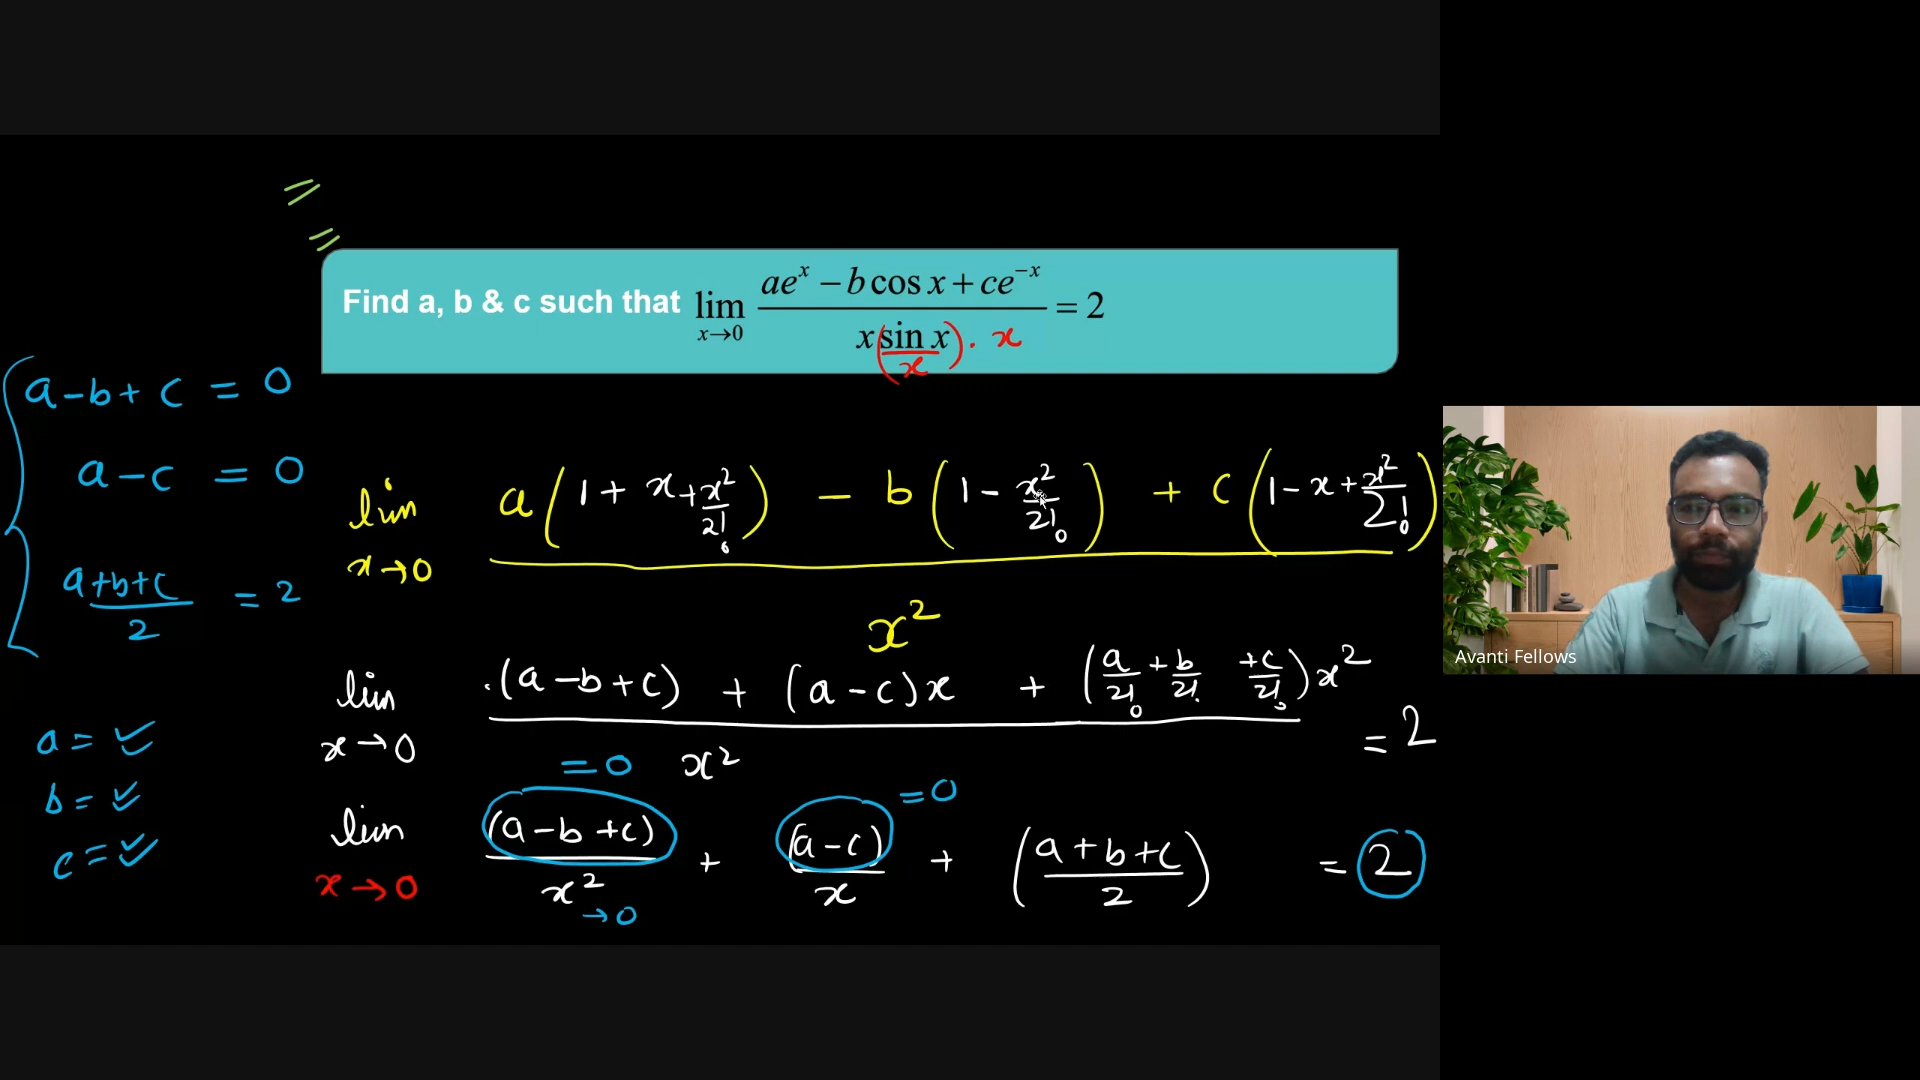 Find a, b & c such that lim x→0 (ae^x − b cos x + ce^−x) / (x sin x) = 2
(sin x / x) · x
a − b + c = 0
a − c = 0
(a+b+c)/2 = 2
lim x→0 [a(1 + x + x²/2!) − b(1 − x²/2!) + c(1 − x + x²/2!)] / x²
lim x→0 [(a − b + c) + (a − c)x + (a/2! + b/2! + c/2!)x²] / x² = 2
= 0
= 0
lim x→0 (a − b + c)/x² + (a − c)/x + ((a + b + c)/2) = 2
→ 0
a = ✓
b = ✓
c = ✓
Avanti Fellows